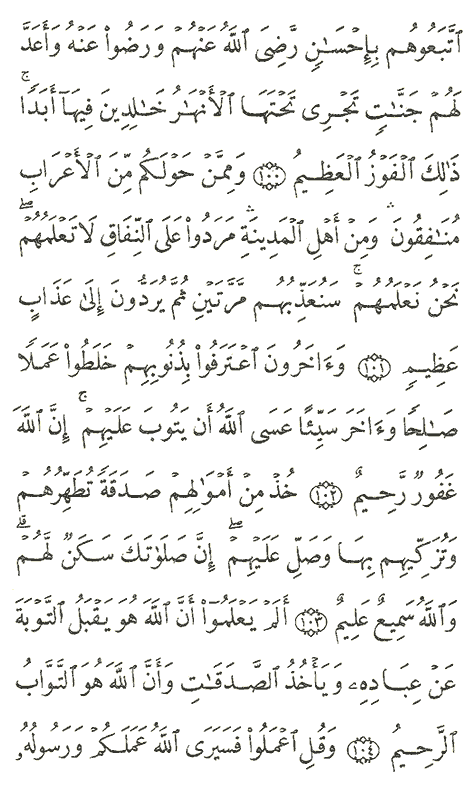 ٱتَّبَعُوهُم بِإِحۡسَٰنٖ رَّضِيَ ٱللَّهُ عَنۡهُمۡ وَرَضُواْ عَنۡهُ وَأَعَدَّ
لَهُمۡ جَنَّٰتٖ تَجۡرِي تَحۡتَهَا ٱلۡأَنۡهَٰرُ خَٰلِدِينَ فِيهَآ أَبَدٗاۚ
ذَٰلِكَ ٱلۡفَوۡزُ ٱلۡعَظِيمُ ١٠٠ وَمِمَّنۡ حَوۡلَكُم مِّنَ ٱلۡأَعۡرَابِ
مُنَٰفِقُونَۛ وَمِنۡ أَهۡلِ ٱلۡمَدِينَةِۛ مَرَدُواْ عَلَى ٱلنِّفَاقِ لَا تَعۡلَمُهُمۡۖ
نَحۡنُ نَعۡلَمُهُمۡۚ سَنُعَذِّبُهُم مَّرَّتَيۡنِ ثُمَّ يُرَدُّونَ إِلَىٰ عَذَابٍ
عَظِيمٖ ١٠١ وَءَاخَرُونَ ٱعۡتَرَفُواْ بِذُنُوبِهِمۡ خَلَطُواْ عَمَلٗا
صَٰلِحٗا وَءَاخَرَ سَيِّئًا عَسَى ٱللَّهُ أَن يَتُوبَ عَلَيۡهِمۡۚ إِنَّ ٱللَّهَ
غَفُورٞ رَّحِيمٌ ١٠٢ خُذۡ مِنۡ أَمۡوَٰلِهِمۡ صَدَقَةٗ تُطَهِّرُهُمۡ
وَتُزَكِّيهِم بِهَا وَصَلِّ عَلَيۡهِمۡۖ إِنَّ صَلَوٰتَكَ سَكَنٞ لَّهُمۡۗ
وَٱللَّهُ سَمِيعٌ عَلِيمٌ ١٠٣ أَلَمۡ يَعۡلَمُوٓاْ أَنَّ ٱللَّهَ هُوَ يَقۡبَلُ ٱلتَّوۡبَةَ
عَنۡ عِبَادِهِۦ وَيَأۡخُذُ ٱلصَّدَقَٰتِ وَأَنَّ ٱللَّهَ هُوَ ٱلتَّوَّابُ
ٱلرَّحِيمُ ١٠٤ وَقُلِ ٱعۡمَلُواْ فَسَيَرَى ٱللَّهُ عَمَلَكُمۡ وَرَسُولُهُۥ